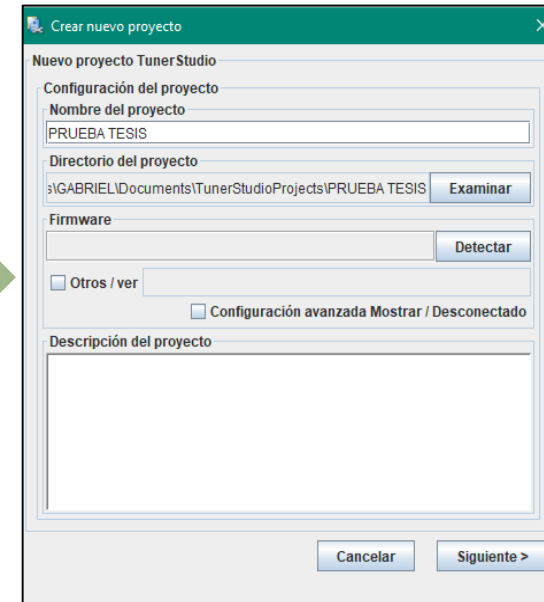 Crear nuevo proyecto
Nuevo proyecto TunerStudio
Configuración del proyecto
Nombre del proyecto
PRUEBA TESIS
Directorio del proyecto
s\GABRIEL\Documents\TunerStudioProjects\PRUEBA TESIS
Examinar
Firmware
Detectar
Otros / ver
Configuración avanzada Mostrar / Desconectado
Descripción del proyecto
Cancelar
Siguiente >